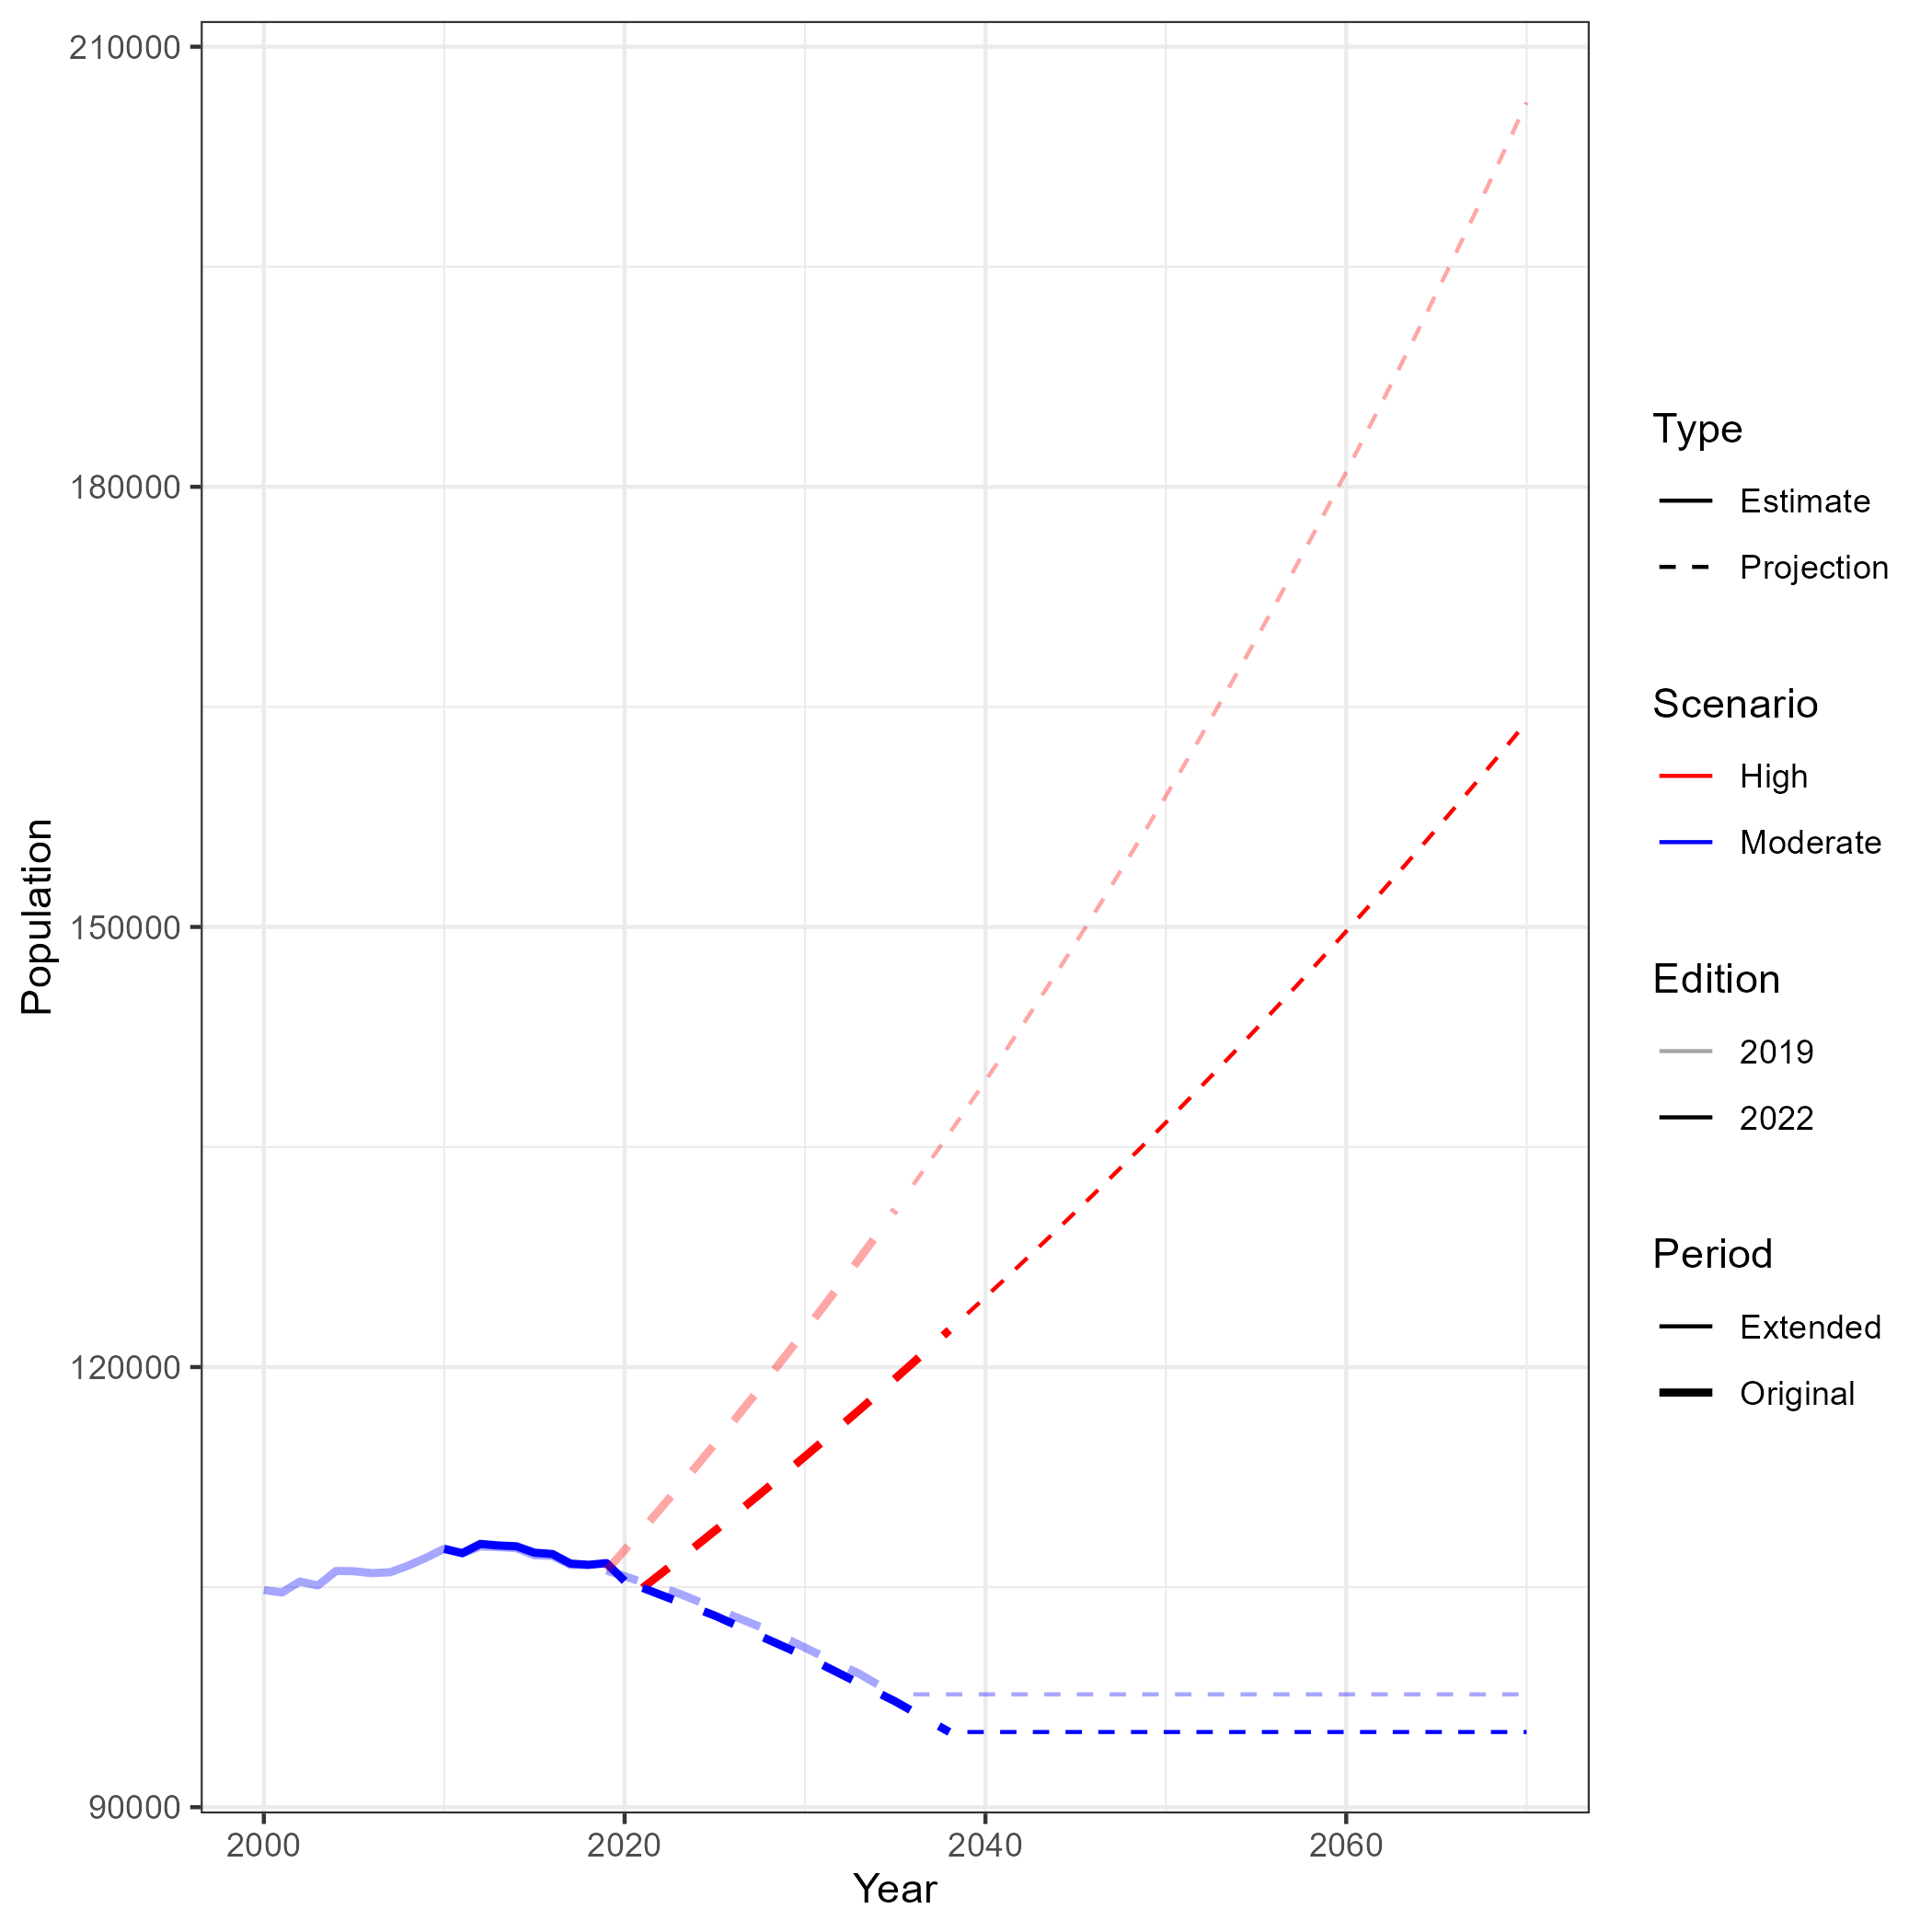 210000
180000
150000
120000
90000
Population
2000
2020
2040
2060
Year
Type
Estimate
Projection
Scenario
High
Moderate
Edition
2019
2022
Period
Extended
Original